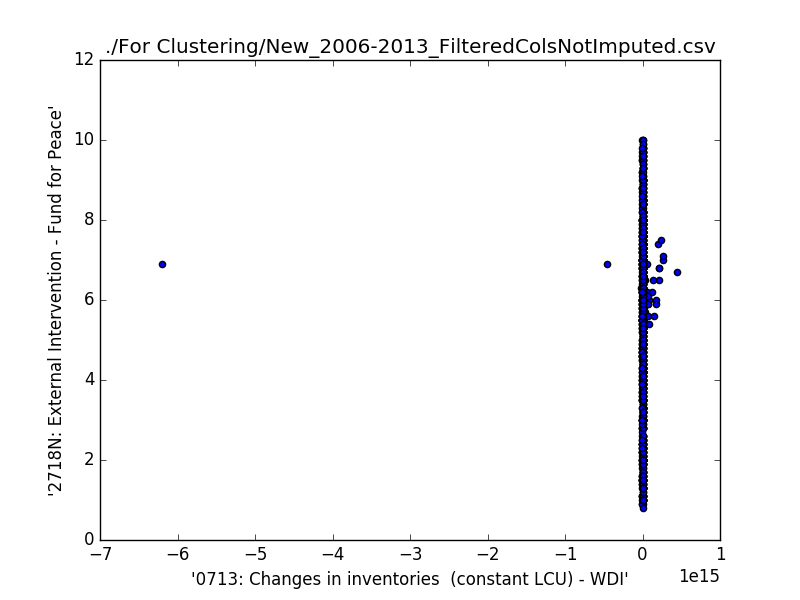 ./For Clustering/New_2006-2013_FilteredColsNotImputed.csv
12
10
8
6
4
2
0
'2718N: External Intervention - Fund for Peace'
−7 −6 −5 −4 −3 −2 −1 0 1
1e15
'0713: Changes in inventories  (constant LCU) - WDI'